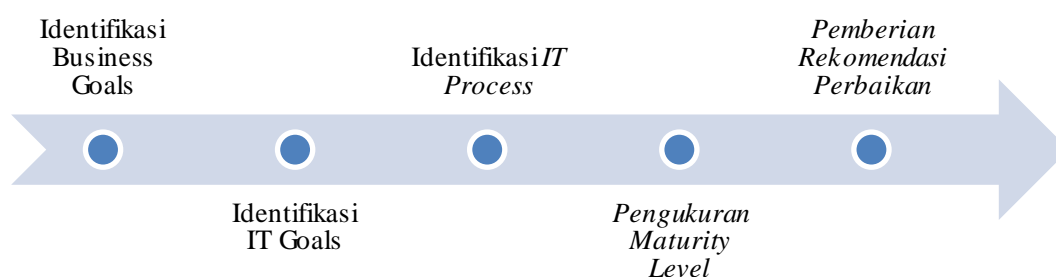 Identifikasi
Business
Goals
Identifikasi
IT Goals
Identifikasi IT
Process
Pengukuran
Maturity
Level
Pemberian
Rekomendasi
Perbaikan